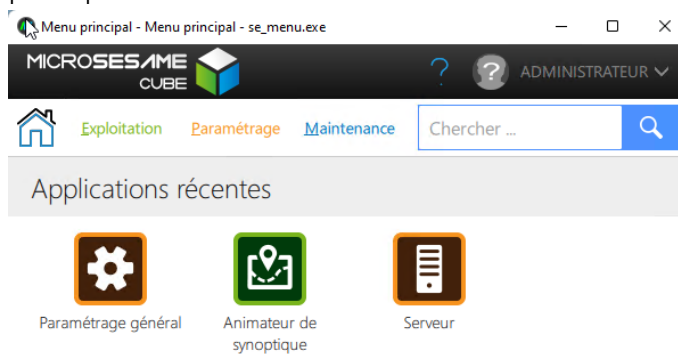 Menu principal - Menu principal - se_menu.exe
MICROSESAME
CUBE
? ? ADMINISTRATEUR
Exploitation Paramétrage Maintenance Chercher ...
Applications récentes
Paramétrage général Animateur de Serveur
synoptique